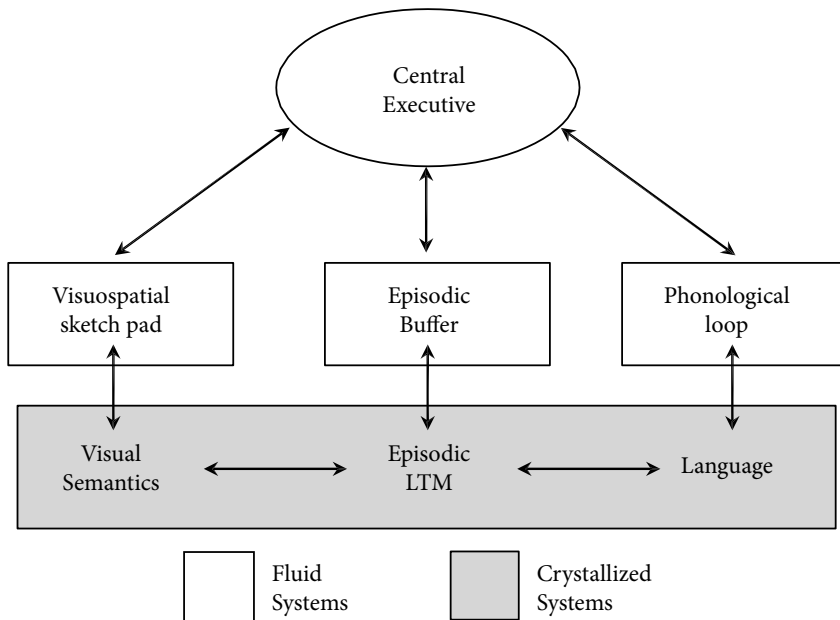 Central
Executive
Visuospatial
sketch pad
Episodic
Buffer
Phonological
loop
Visual
Semantics
Episodic
LTM
Language
Fluid
Systems
Crystallized
Systems